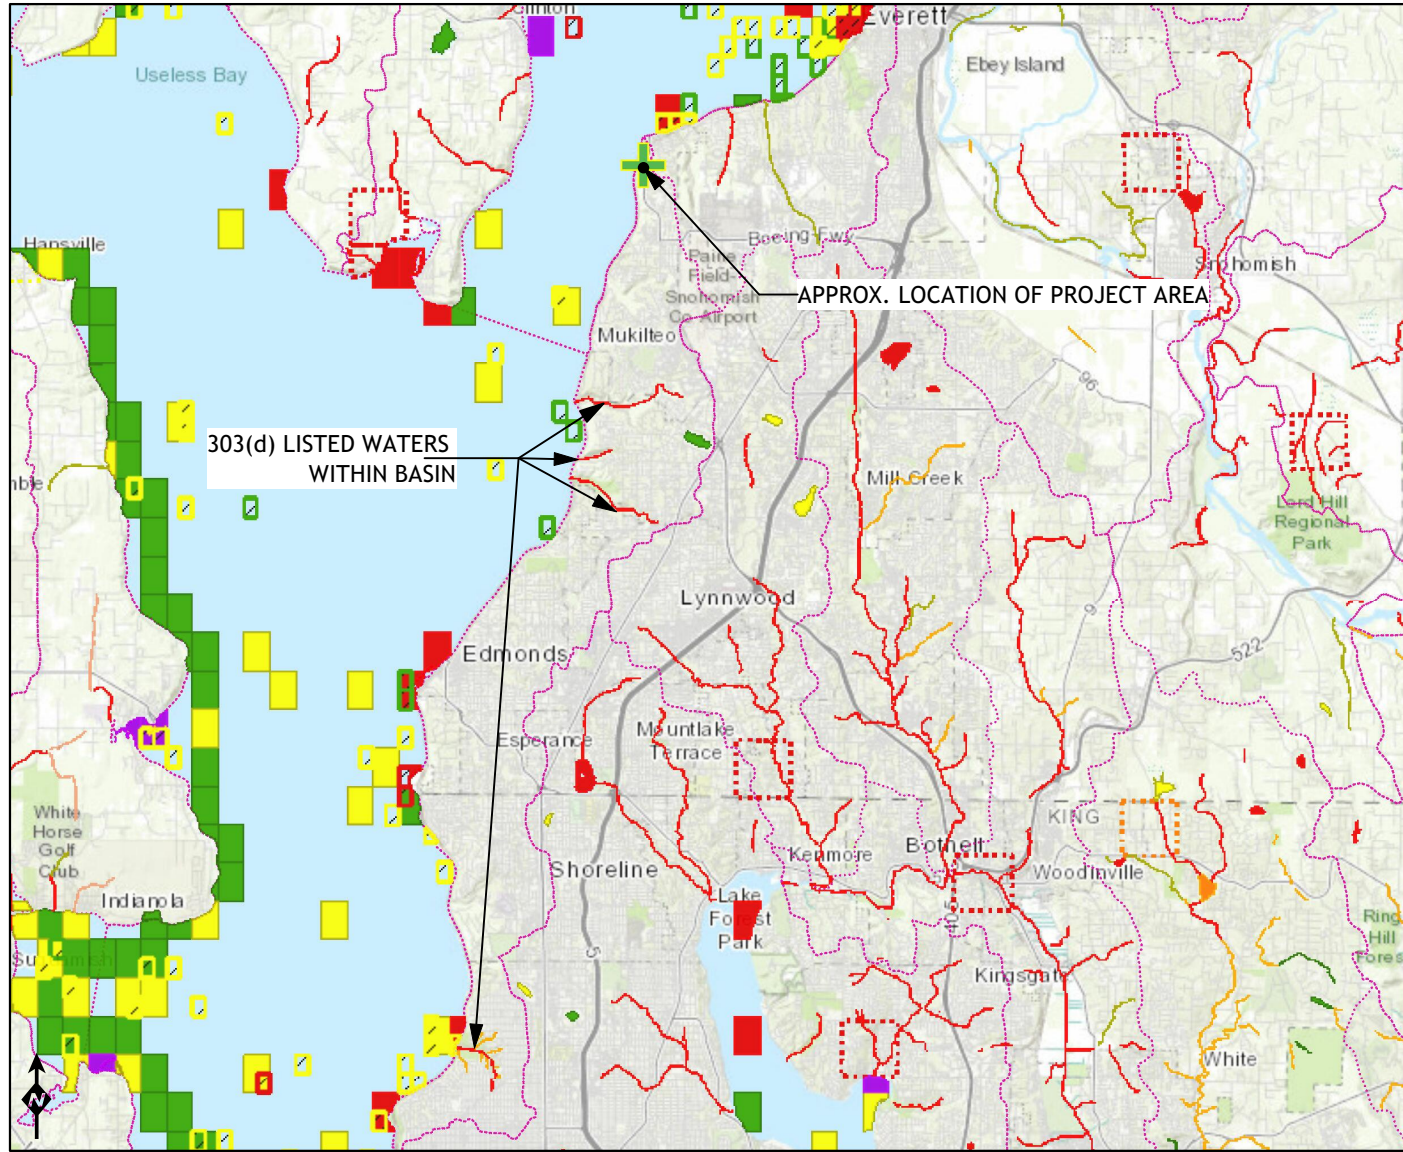 Clinton
Everett
Useless Bay
Ebey Island
Hansville
Boeing Fwy
Snohomish
Paine
Field-
Snohomish
Co Airport
APPROX. LOCATION OF PROJECT AREA
Mukilteo
96
303(d) LISTED WATERS
WITHIN BASIN
Mill Creek
Lord Hill
Regional
Park
Lynnwood
9
522
Edmonds
Esperance
Mountlake
Terrace
White
Horse
Golf
Club
KING
Shoreline
Kenmore
Bothell
Woodinville
Indianola
Lake
Forest
Park
405
Ring
Hill
Forest
5
Kingsgate
White
N